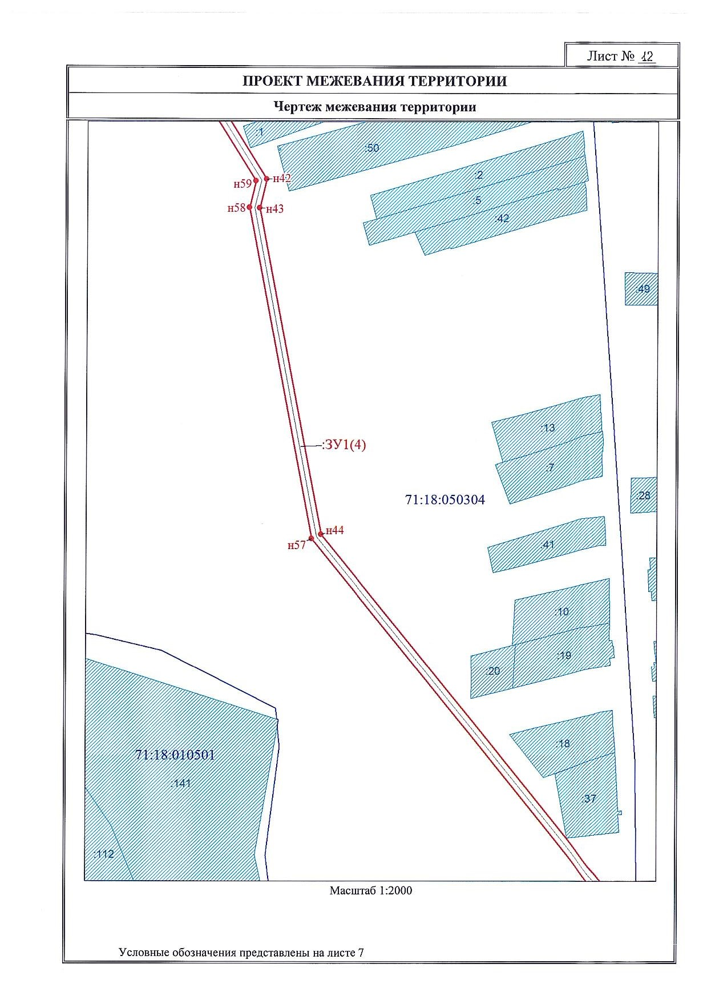 Лист № 12
ПРОЕКТ МЕЖЕВАНИЯ ТЕРРИТОРИИ
Чертеж межевания территории
:1
:50
:2
н42
н59
:5
н58
н43
:42
:49
:13
:ЗУ1(4)
:7
:28
71:18:050304
н44
:41
н57
:10
:19
:20
:18
71:18:010501
:141
:37
:112
Масштаб 1:2000
Условные обозначения представлены на листе 7